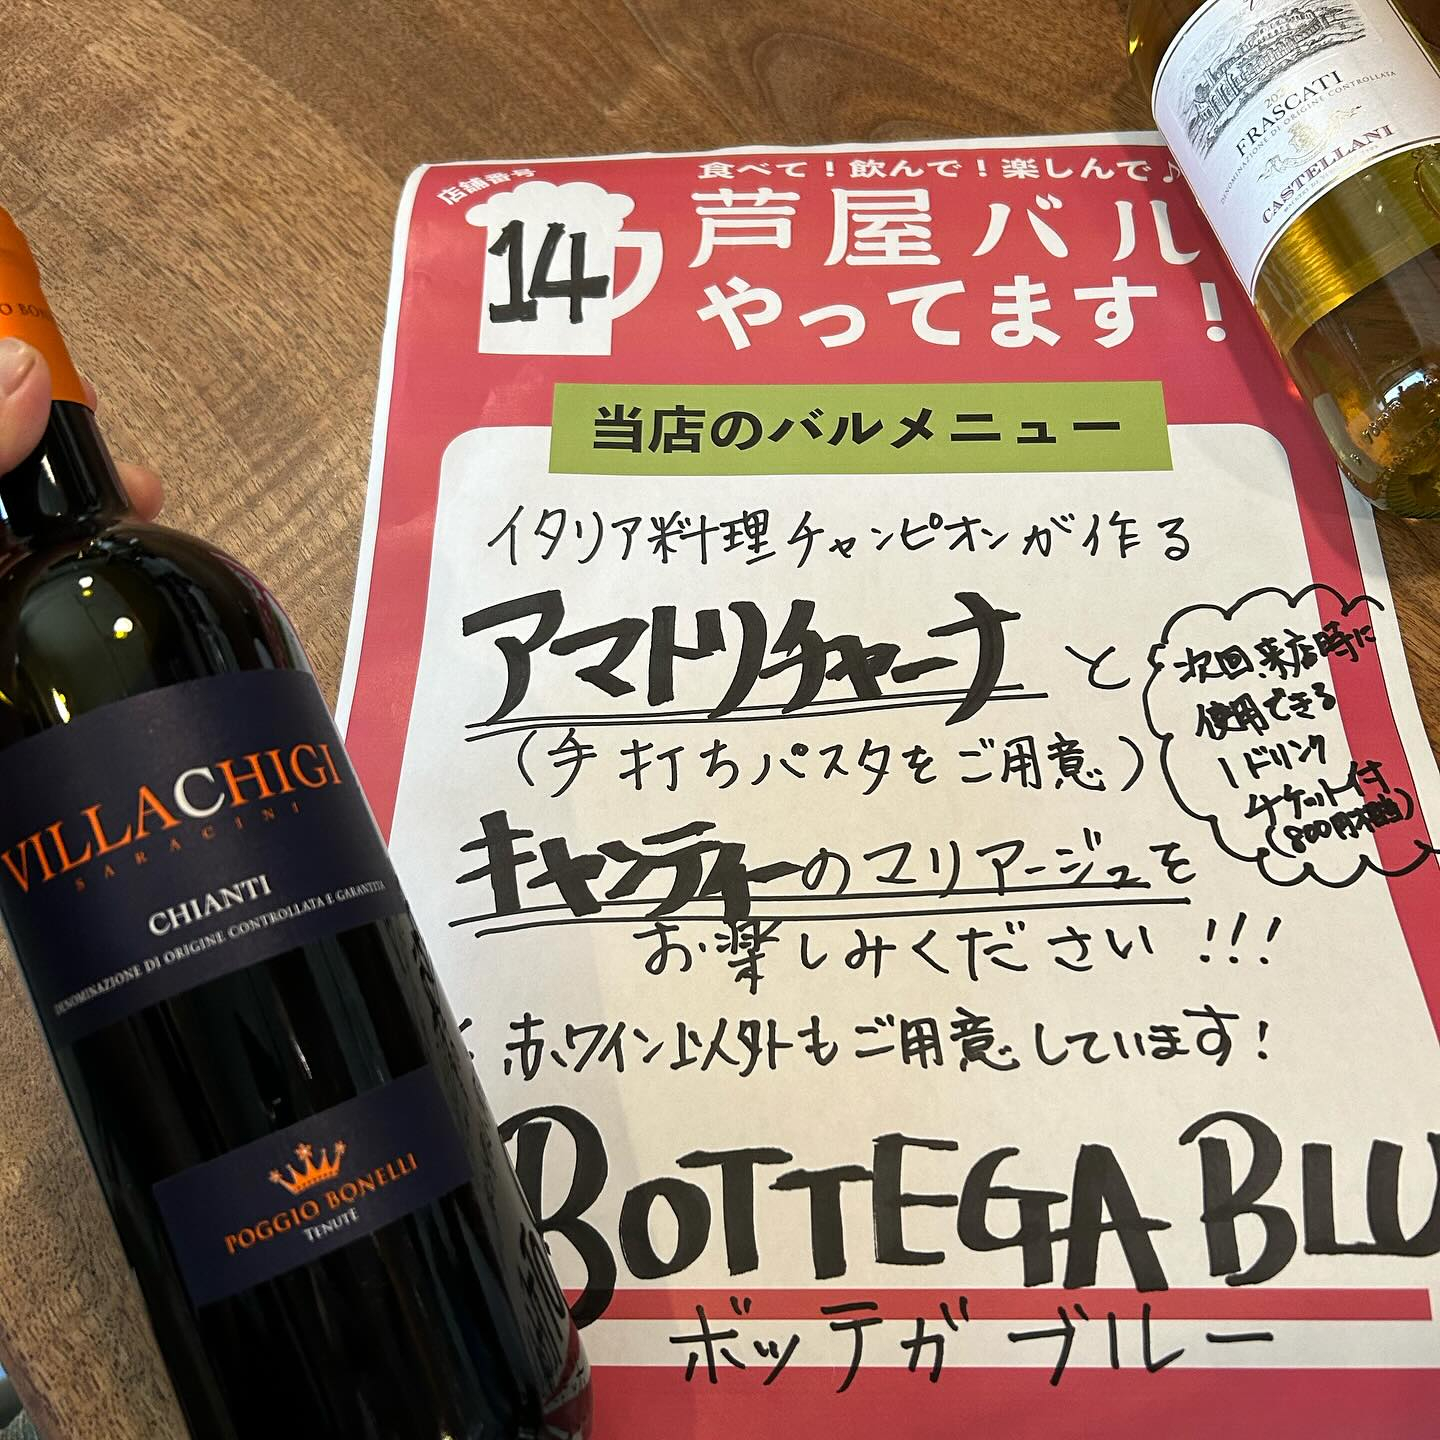 店舗番号
14
食べて！飲んで！楽しんで♪
芦屋バル
やってます！
当店のバルメニュー
イタリア料理チャンピオンが作る
アマトリチャーナと
（手打ちパスタをご用意）
キャンティーのマリアージュを
お楽しみください!!!
赤ワイン以外もご用意しています!
次回来店時に
使用できる
1ドリンク
チケット付
(800円相当)
BOTTEGA BLU
ボッテガブルー
VILLACHIGI
SARACINI
CHIANTI
DENOMINAZIONE DI ORIGINE CONTROLLATA E GARANTITA
POGGIO BONELLI
TENUTE
FRASCATI
DENOMINAZIONE DI ORIGINE CONTROLLATA
CASTELLANI